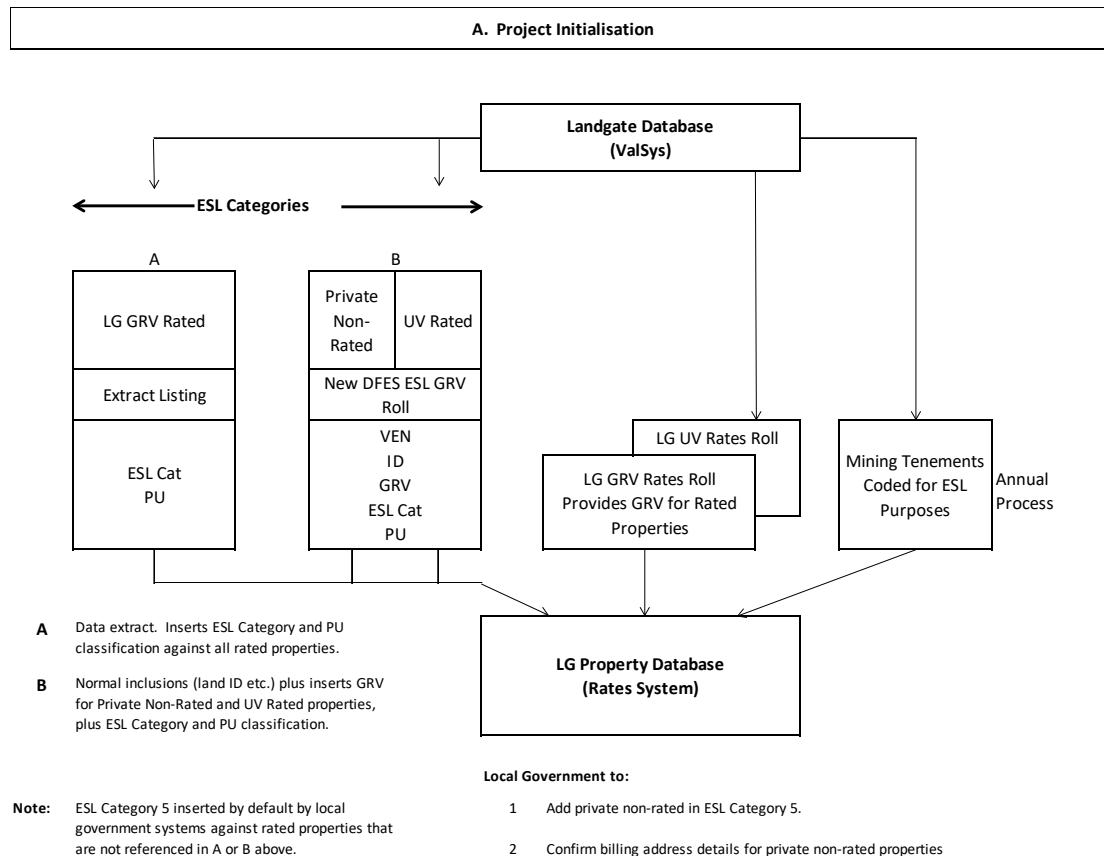 A. Project Initialisation
Landgate Database
(ValSys)
ESL Categories
A
B
LG GRV Rated
Private
Non-
Rated
UV Rated
Extract Listing
New DFES ESL GRV
Roll
ESL Cat
PU
VEN
ID
GRV
ESL Cat
PU
LG UV Rates Roll
LG GRV Rates Roll
Provides GRV for Rated
Properties
Mining Tenements
Coded for ESL
Purposes
Annual
Process
A Data extract. Inserts ESL Category and PU
classification against all rated properties.
B Normal inclusions (land ID etc.) plus inserts GRV
for Private Non-Rated and UV Rated properties,
plus ESL Category and PU classification.
LG Property Database
(Rates System)
Note: ESL Category 5 inserted by default by local
government systems against rated properties that
are not referenced in A or B above.
Local Government to:
1 Add private non-rated in ESL Category 5.
2 Confirm billing address details for private non-rated properties